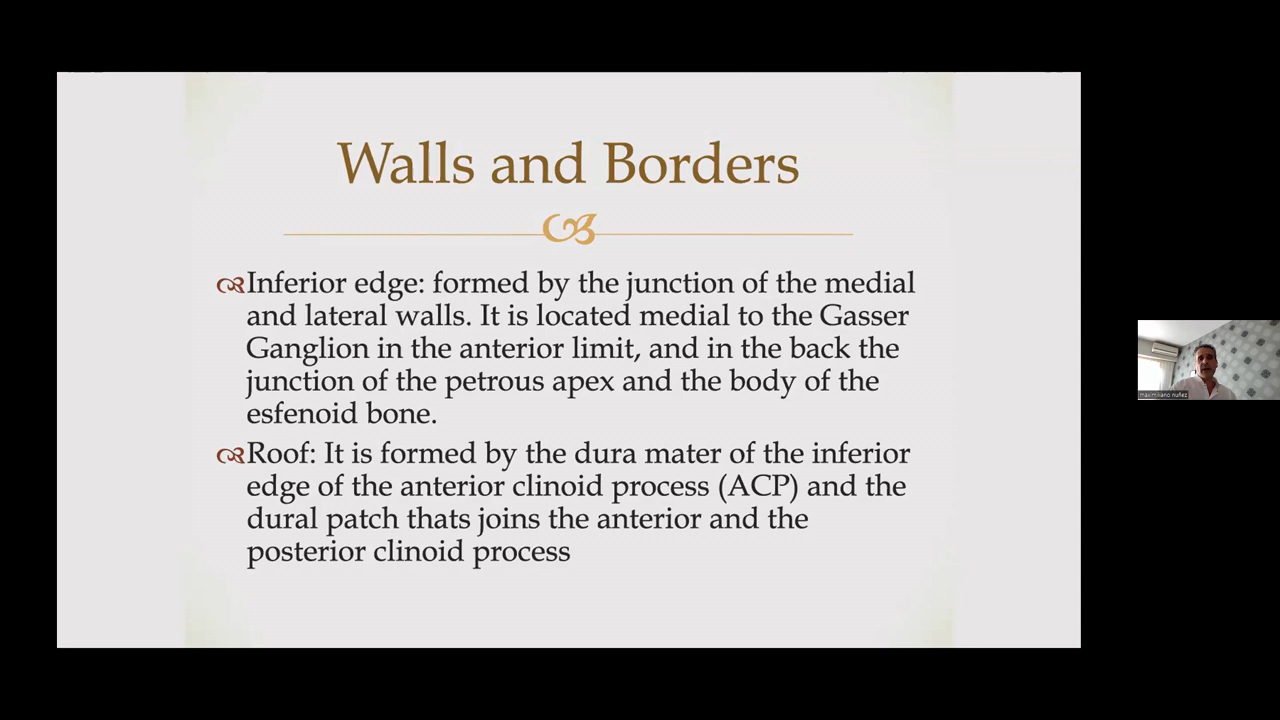 Walls and Borders
Inferior edge: formed by the junction of the medial
and lateral walls. It is located medial to the Gasser
Ganglion in the anterior limit, and in the back the
junction of the petrous apex and the body of the
esfenoid bone.
Roof: It is formed by the dura mater of the inferior
edge of the anterior clinoid process (ACP) and the
dural patch thats joins the anterior and the
posterior clinoid process
maximiliano nuñez